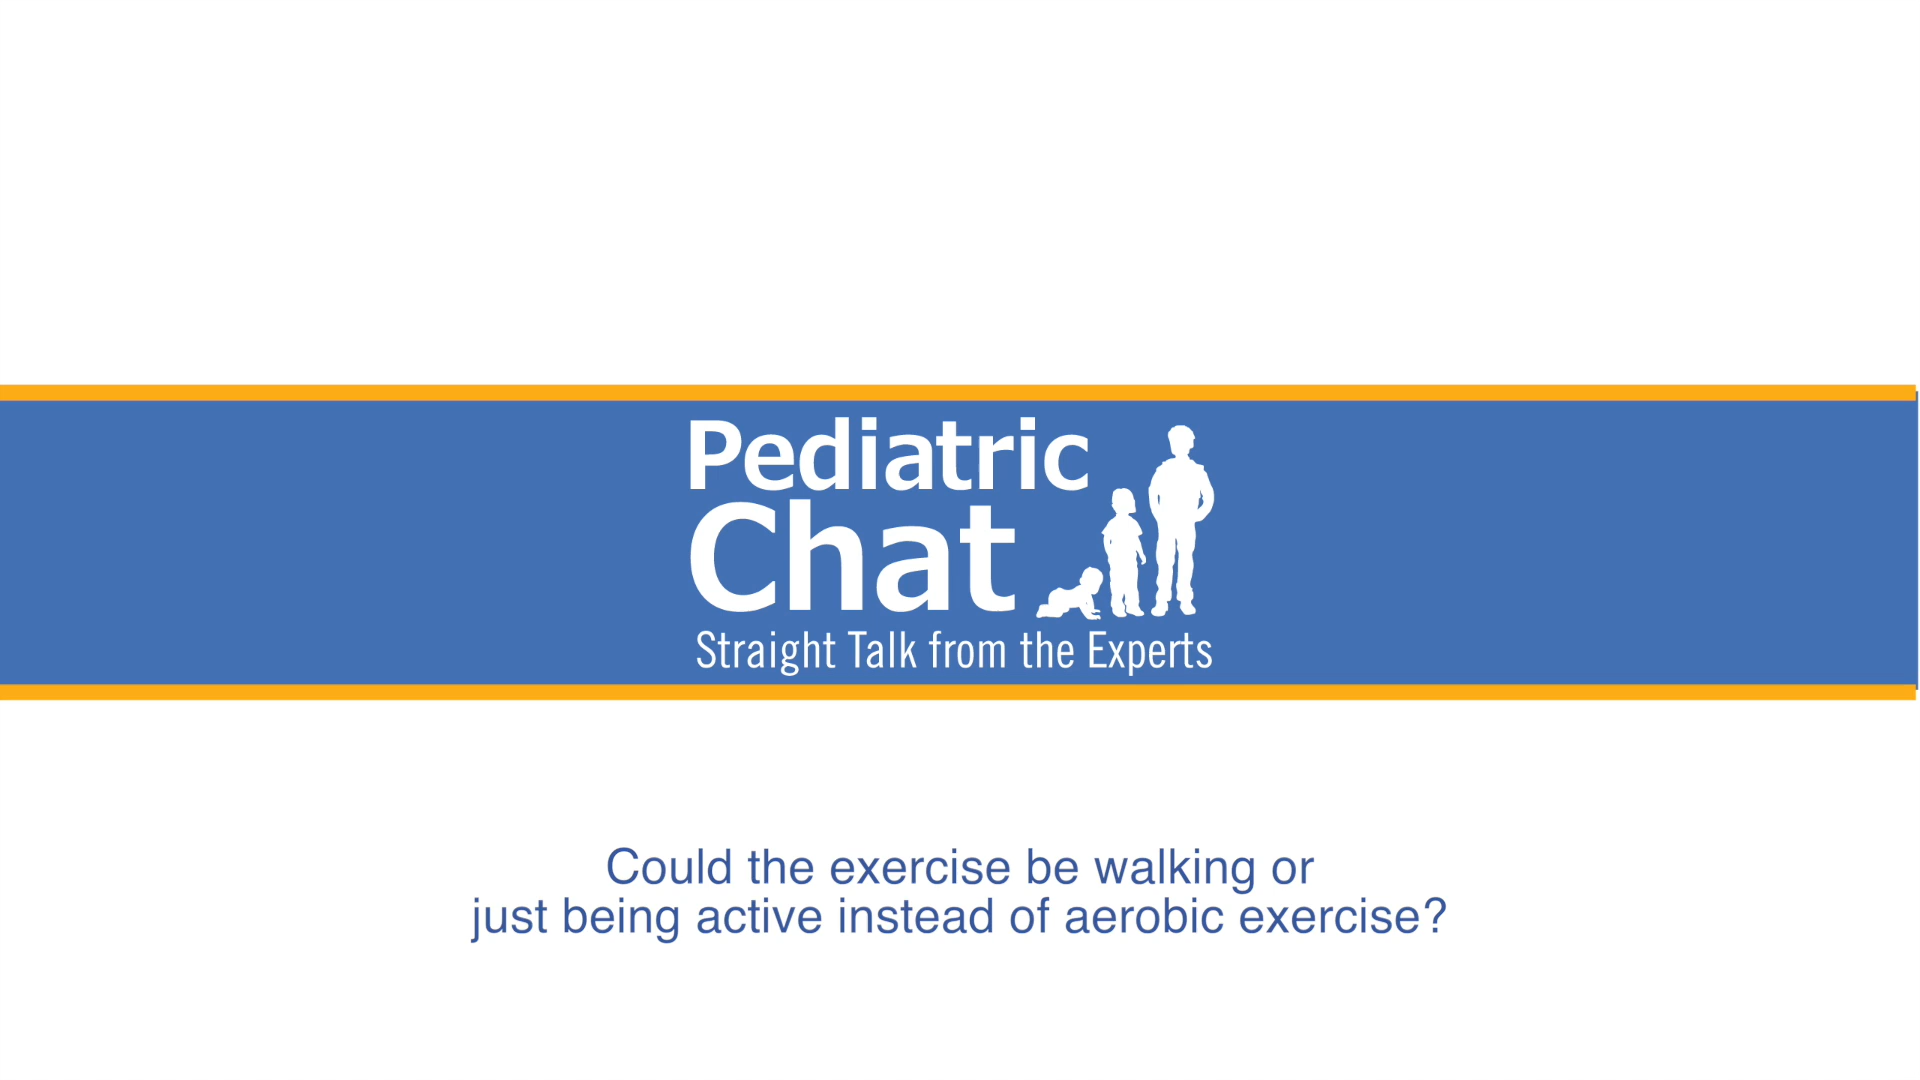 Pediatric
Chat
Straight Talk from the Experts
Could the exercise be walking or
just being active instead of aerobic exercise?